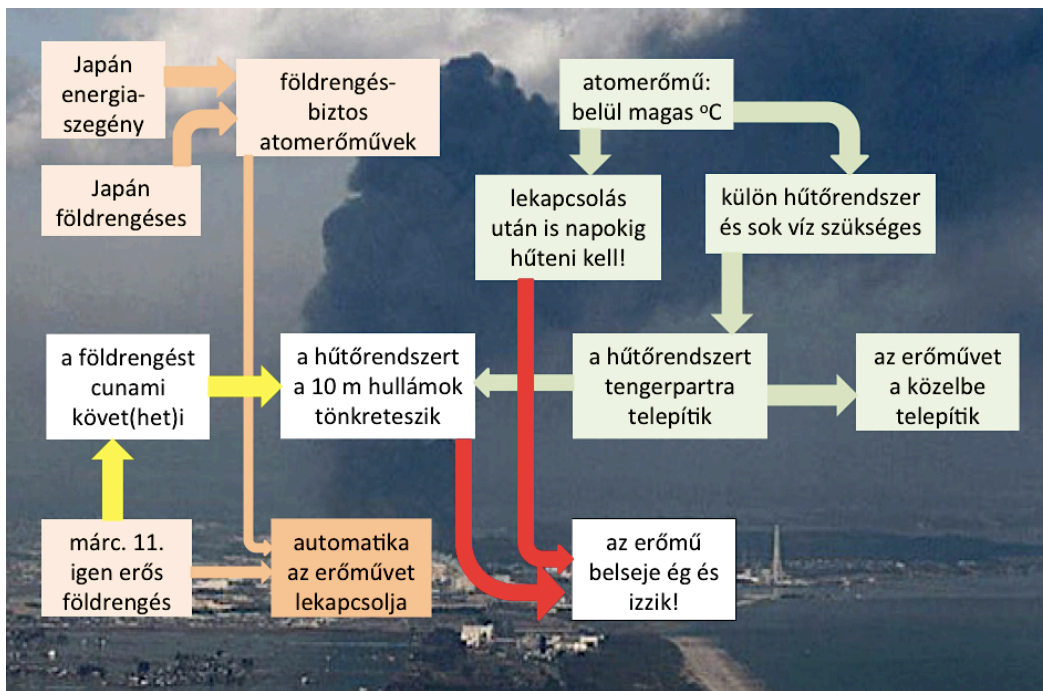 Japán
energia-
szegény
földrengés-
biztos
atomerőművek
Japán
földrengéses
atomerőmű:
belül magas °C
lekapcsolás
után is napokig
hűteni kell!
külön hűtőrendszer
és sok víz szükséges
a földrengést
cunami
követ(het)i
a hűtőrendszert
a 10 m hullámok
tönkreteszik
a hűtőrendszert
tengerpartra
telepítik
az erőművet
a közelbe
telepítik
márc. 11.
igen erős
földrengés
automatika
az erőművet
lekapcsolja
az erőmű
belseje ég és
izzik!